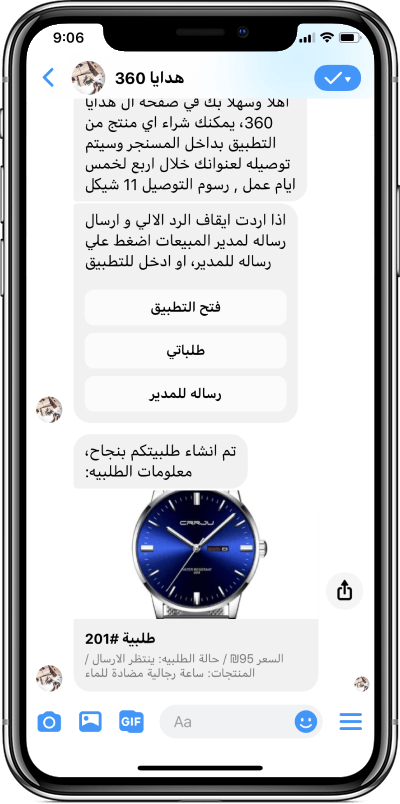 9:06
هدايا 360
اهلا وسهلا بك في صفحة ال هدايا
360، يمكنك شراء اي منتج من
التطبيق بداخل المسنجر وسيتم
توصيله لعنوانك خلال اربع لخمس
ايام عمل , رسوم التوصيل 11 شيكل
اذا اردت ايقاف الرد الالي و ارسال
رساله لمدير المبيعات اضغط علي
رساله للمدير، او ادخل للتطبيق
فتح التطبيق
طلباتي
رساله للمدير
تم انشاء طلبيتكم بنجاح،
معلومات الطلبيه:
CRRJU
WATER RESISTANT
طلبية #201
السعر 95₪ / حالة الطلبيه: ينتظر الارسال /
المنتجات: ساعة رجالية مضادة للماء
GIF
Aa